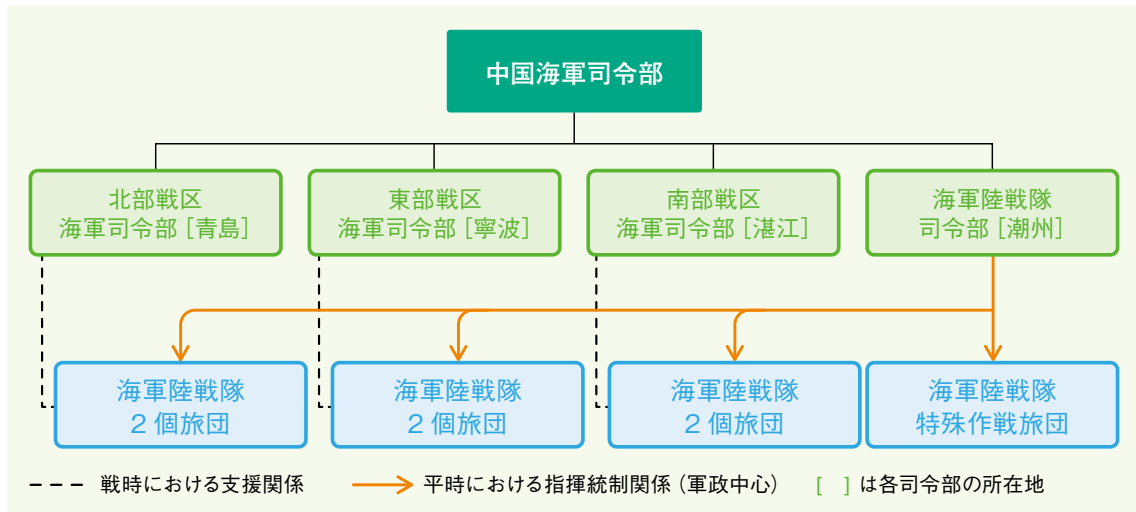 中国海軍司令部
北部戦区
海軍司令部［青島］
東部戦区
海軍司令部［寧波］
南部戦区
海軍司令部［湛江］
海軍陸戦隊
司令部［潮州］
海軍陸戦隊
2 個旅団
海軍陸戦隊
2 個旅団
海軍陸戦隊
2 個旅団
海軍陸戦隊
特殊作戦旅団
戦時における支援関係
平時における指揮統制関係（軍政中心）
［　］は各司令部の所在地